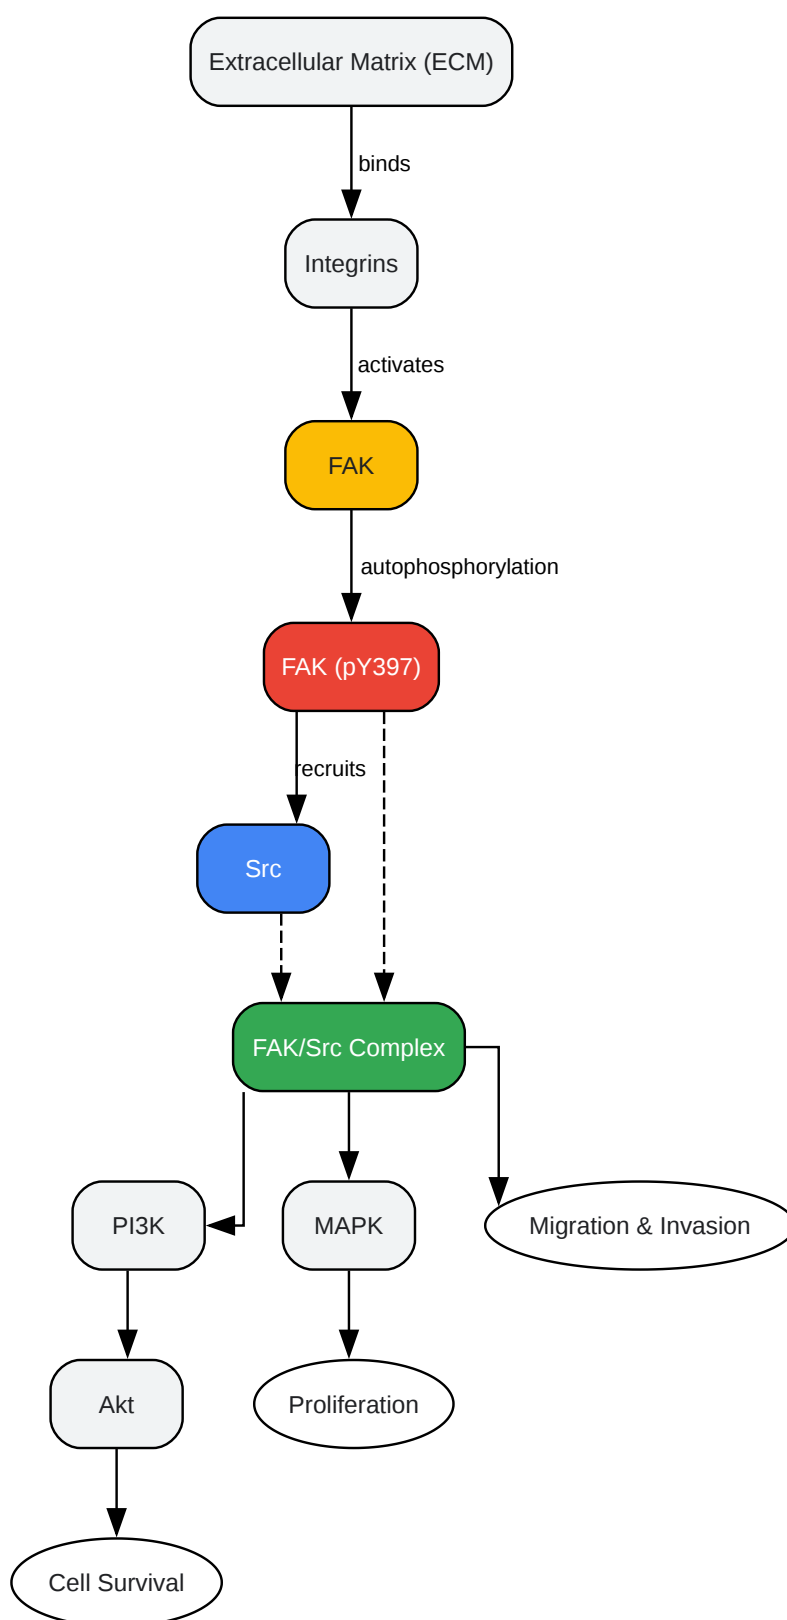 Extracellular Matrix (ECM)
binds
Integrins
activates
FAK
autophosphorylation
FAK (pY397)
recruits
Src
FAK/Src Complex
PI3K
MAPK
Migration & Invasion
Akt
Proliferation
Cell Survival